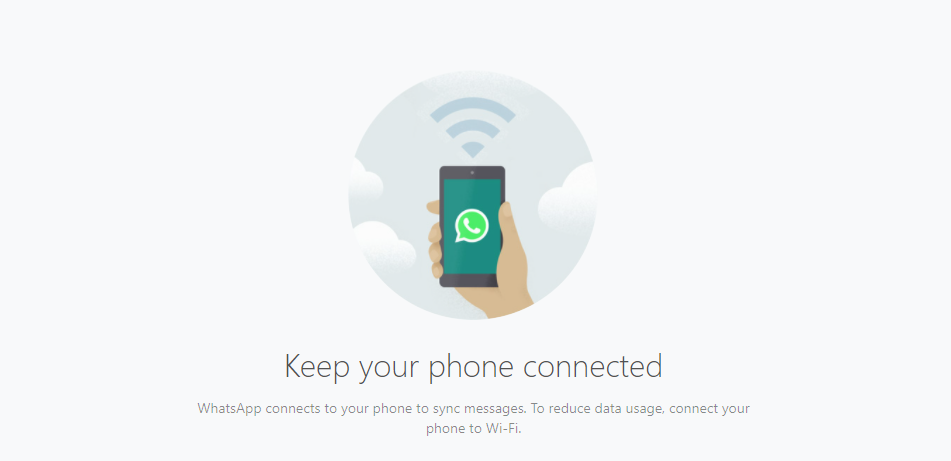 Keep your phone connected
WhatsApp connects to your phone to sync messages. To reduce data usage, connect your
phone to Wi-Fi.